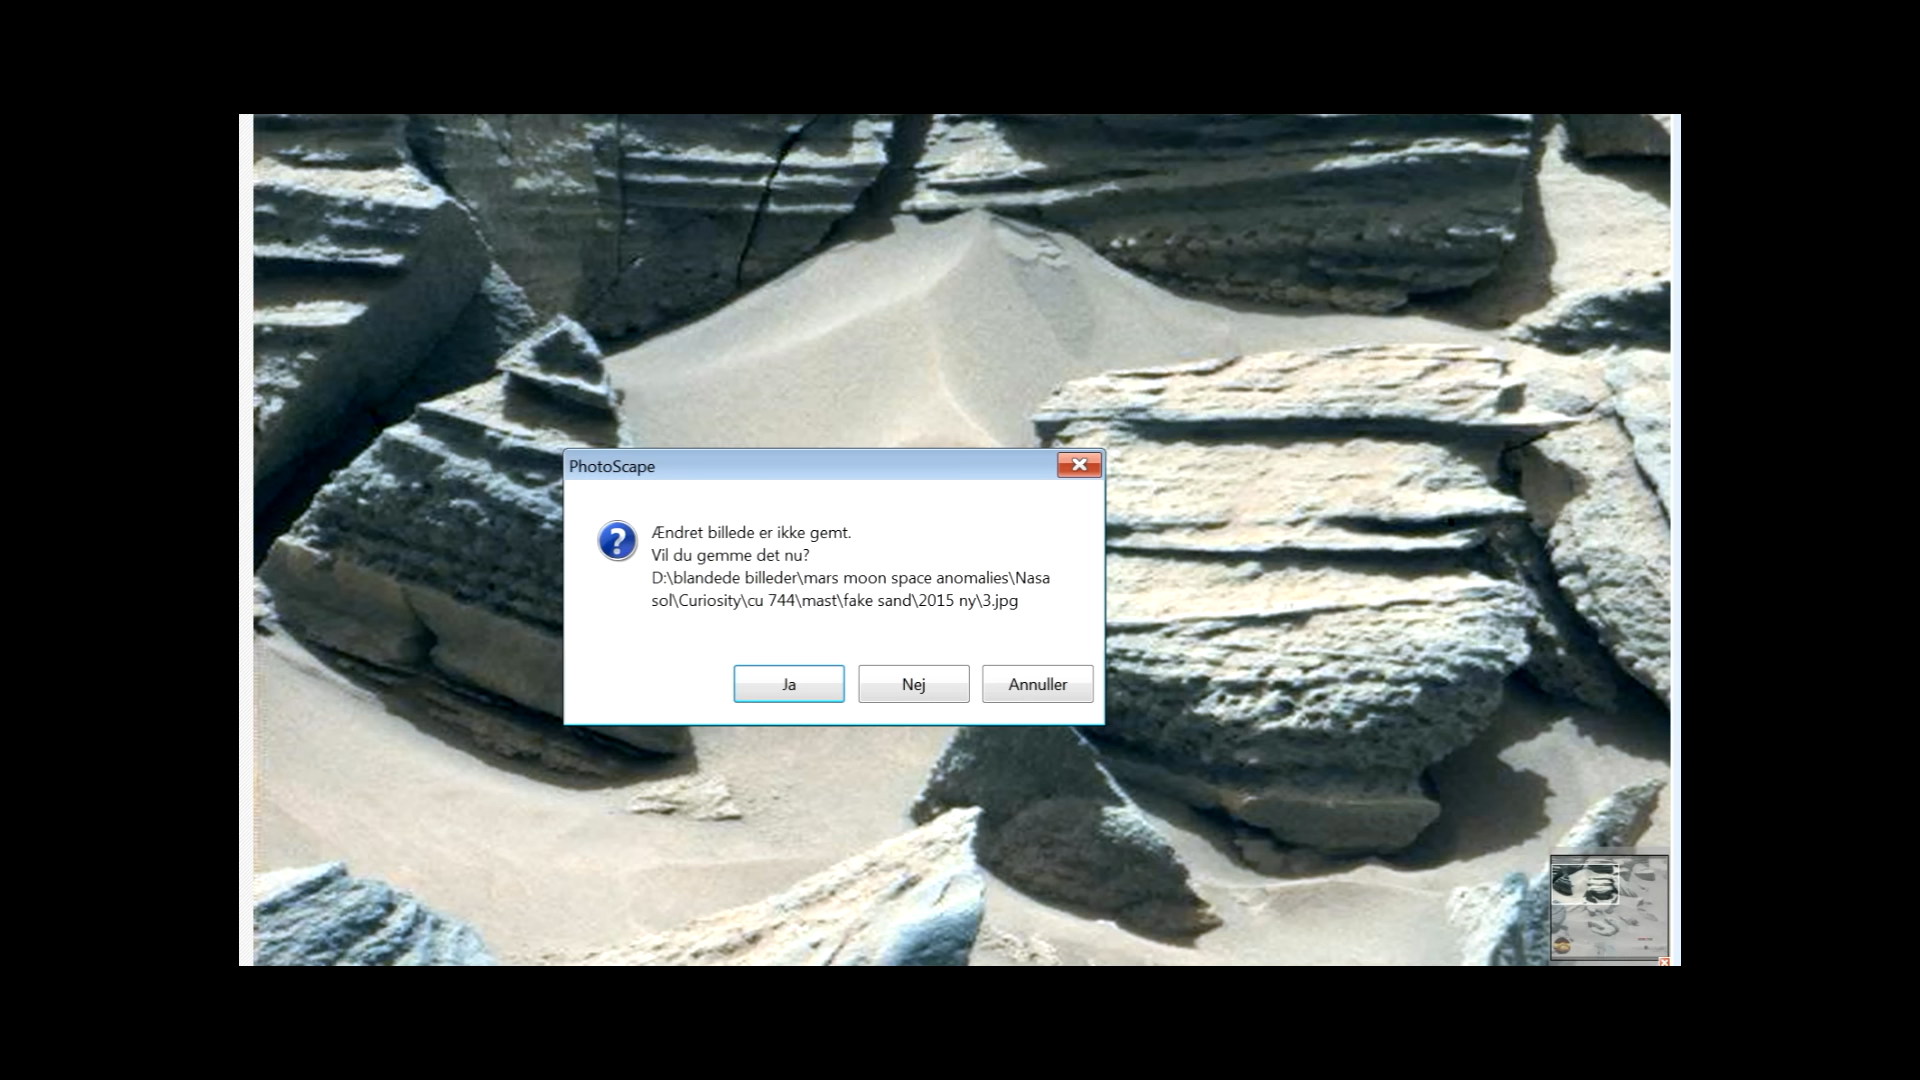 PhotoScape
Ændret billede er ikke gemt.
Vil du gemme det nu?
D:\blandede billeder\mars moon space anomalies\Nasa
sol\Curiosity\cu 744\mast\fake sand\2015 ny\3.jpg
Ja
Nej
Annuller